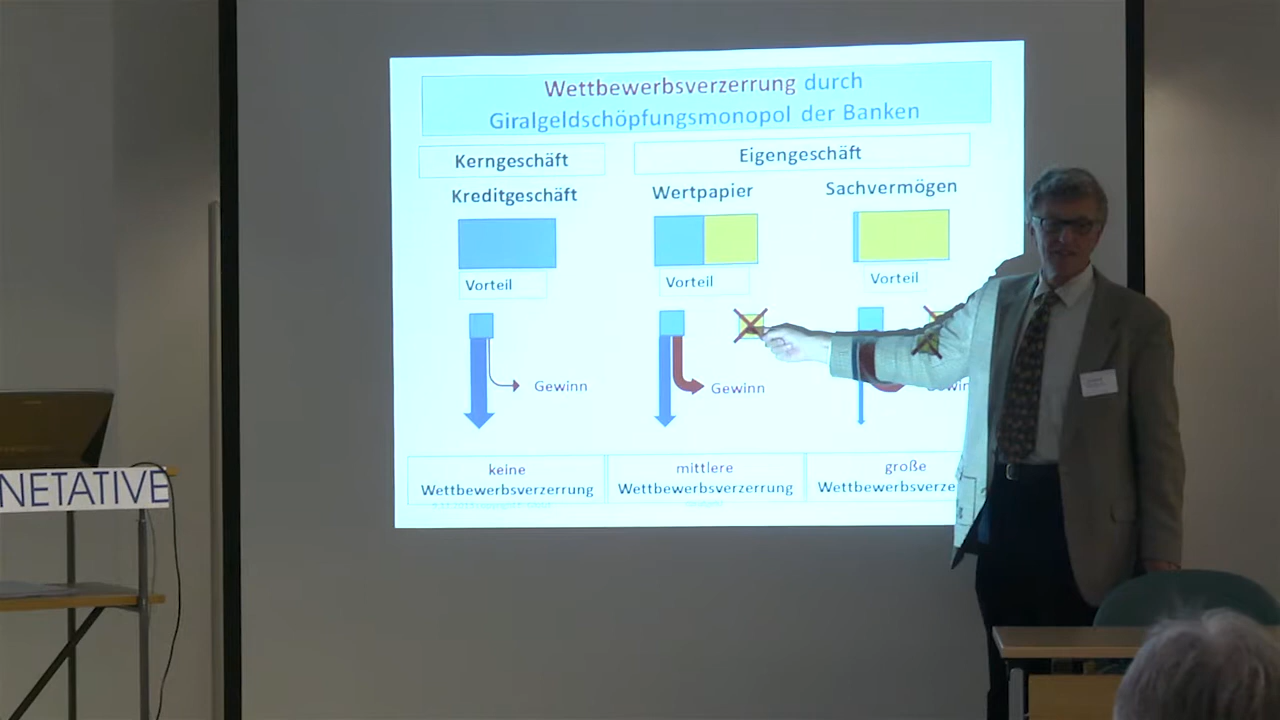 Wettbewerbsverzerrung durch
Giralgeldschöpfungsmonopol der Banken
Kerngeschäft
Eigengeschäft
Kreditgeschäft
Wertpapier
Sachvermögen
Vorteil
Vorteil
Vorteil
Gewinn
Gewinn
Gewin
keine
Wettbewerbsverzerrung
mittlere
Wettbewerbsverzerrung
große
Wettbewerbsverze
NETATIVE